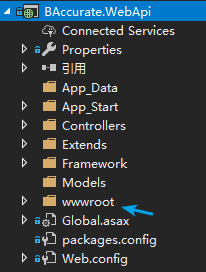 BAccurate.WebApi
Connected Services
Properties
引用
App_Data
App_Start
Controllers
Extends
Framework
Models
wwwroot
Global.asax
packages.config
Web.config